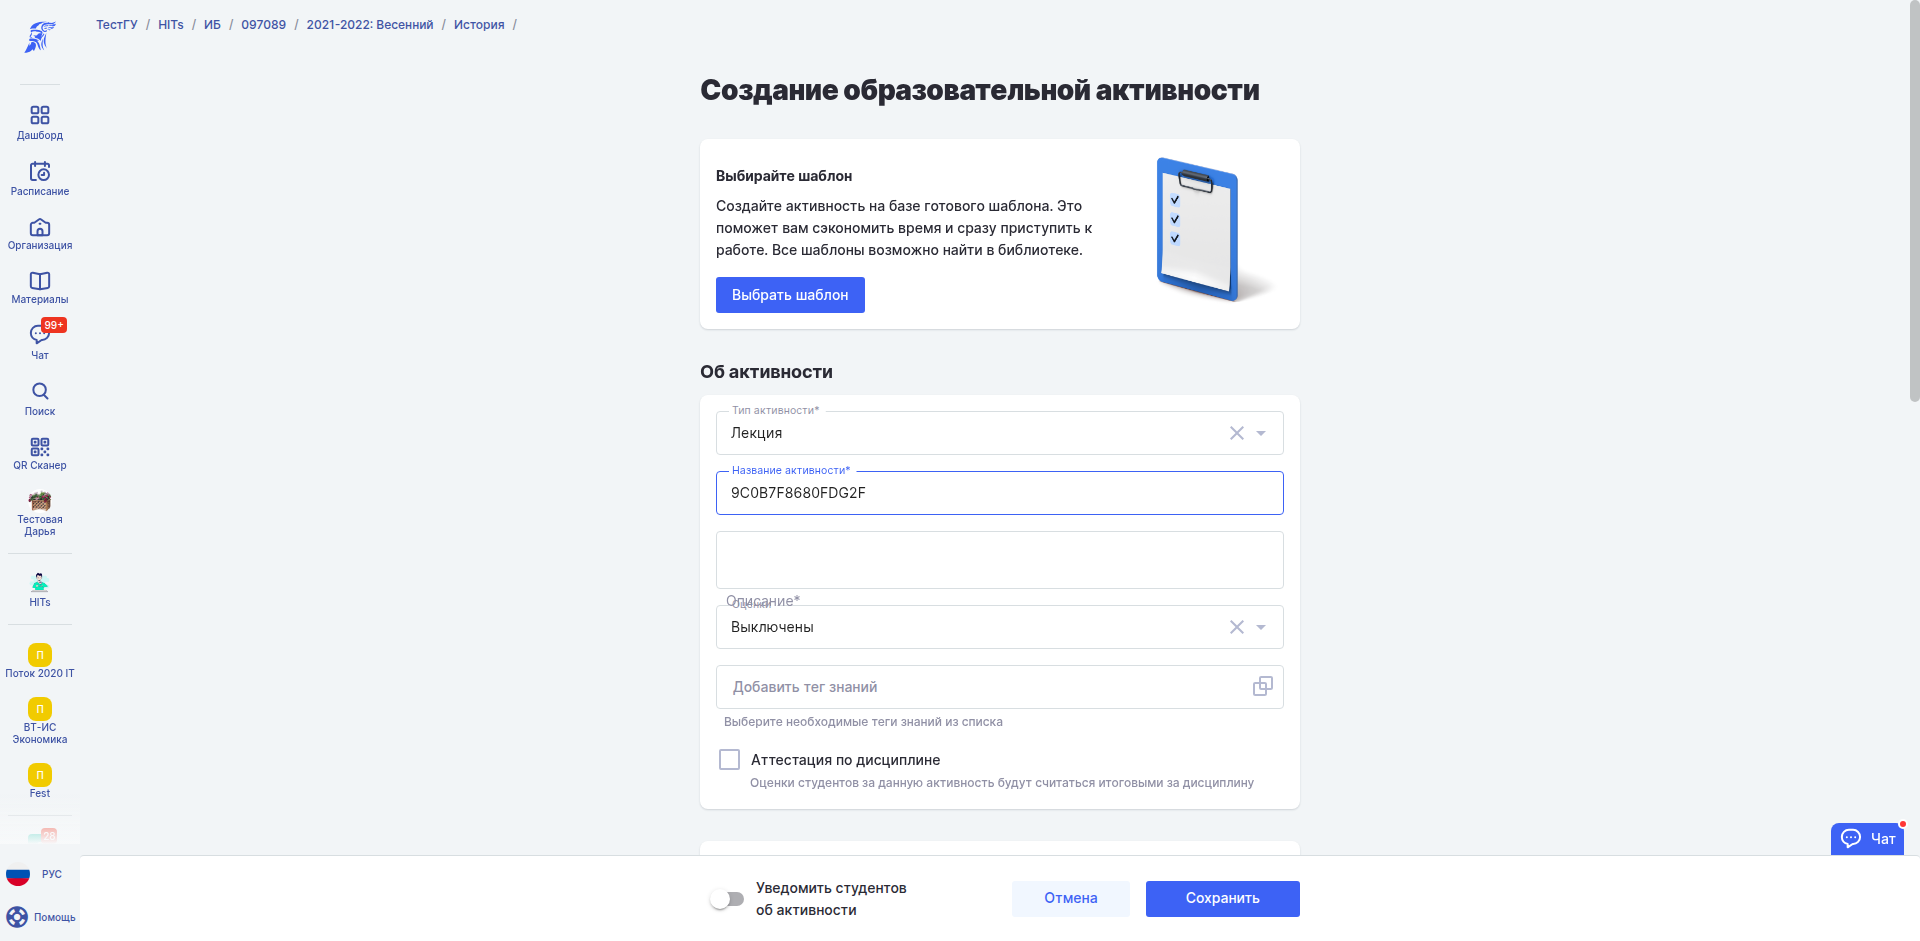 ТестГУ / HITs / ИБ / 097089 / 2021-2022: Весенний / История /
Дашборд
Расписание
Организация
Материалы
99+
Чат
Поиск
QR Сканер
Тестовая
Дарья
HITs
П
Поток 2020 IT
П
ВТ-ИС
Экономика
П
Fest
28
РУС
Помощь
Создание образовательной активности
Выбирайте шаблон
Создайте активность на базе готового шаблона. Это
поможет вам сэкономить время и сразу приступить к
работе. Все шаблоны возможно найти в библиотеке.
Выбрать шаблон
Об активности
Тип активности*
Лекция
Название активности*
9C0B7F8680FDG2F
Описание*
Оценки
Выключены
Добавить тег знаний
Выберите необходимые теги знаний из списка
Аттестация по дисциплине
Оценки студентов за данную активность будут считаться итоговыми за дисциплину
Чат
Уведомить студентов
об активности
Отмена
Сохранить